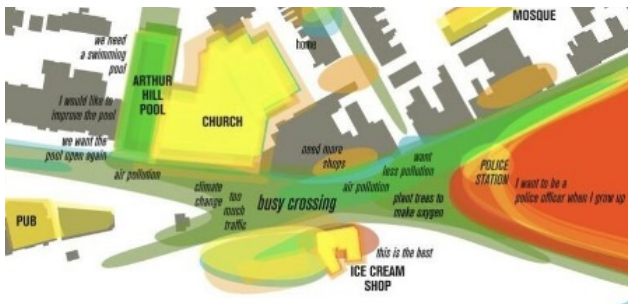 MOSQUE
we need
a swimming
pool
home
ARTHUR
HILL
POOL
I would like to
improve the pool
CHURCH
we want the
pool open again
need more
shops
want
less pollution
air pollution
POLICE
STATION
I want to be a
police officer when I grow up
climate
change
too
much
traffic
busy crossing
air pollution
plant trees to
make oxygen
PUB
this is the best
ICE CREAM
SHOP